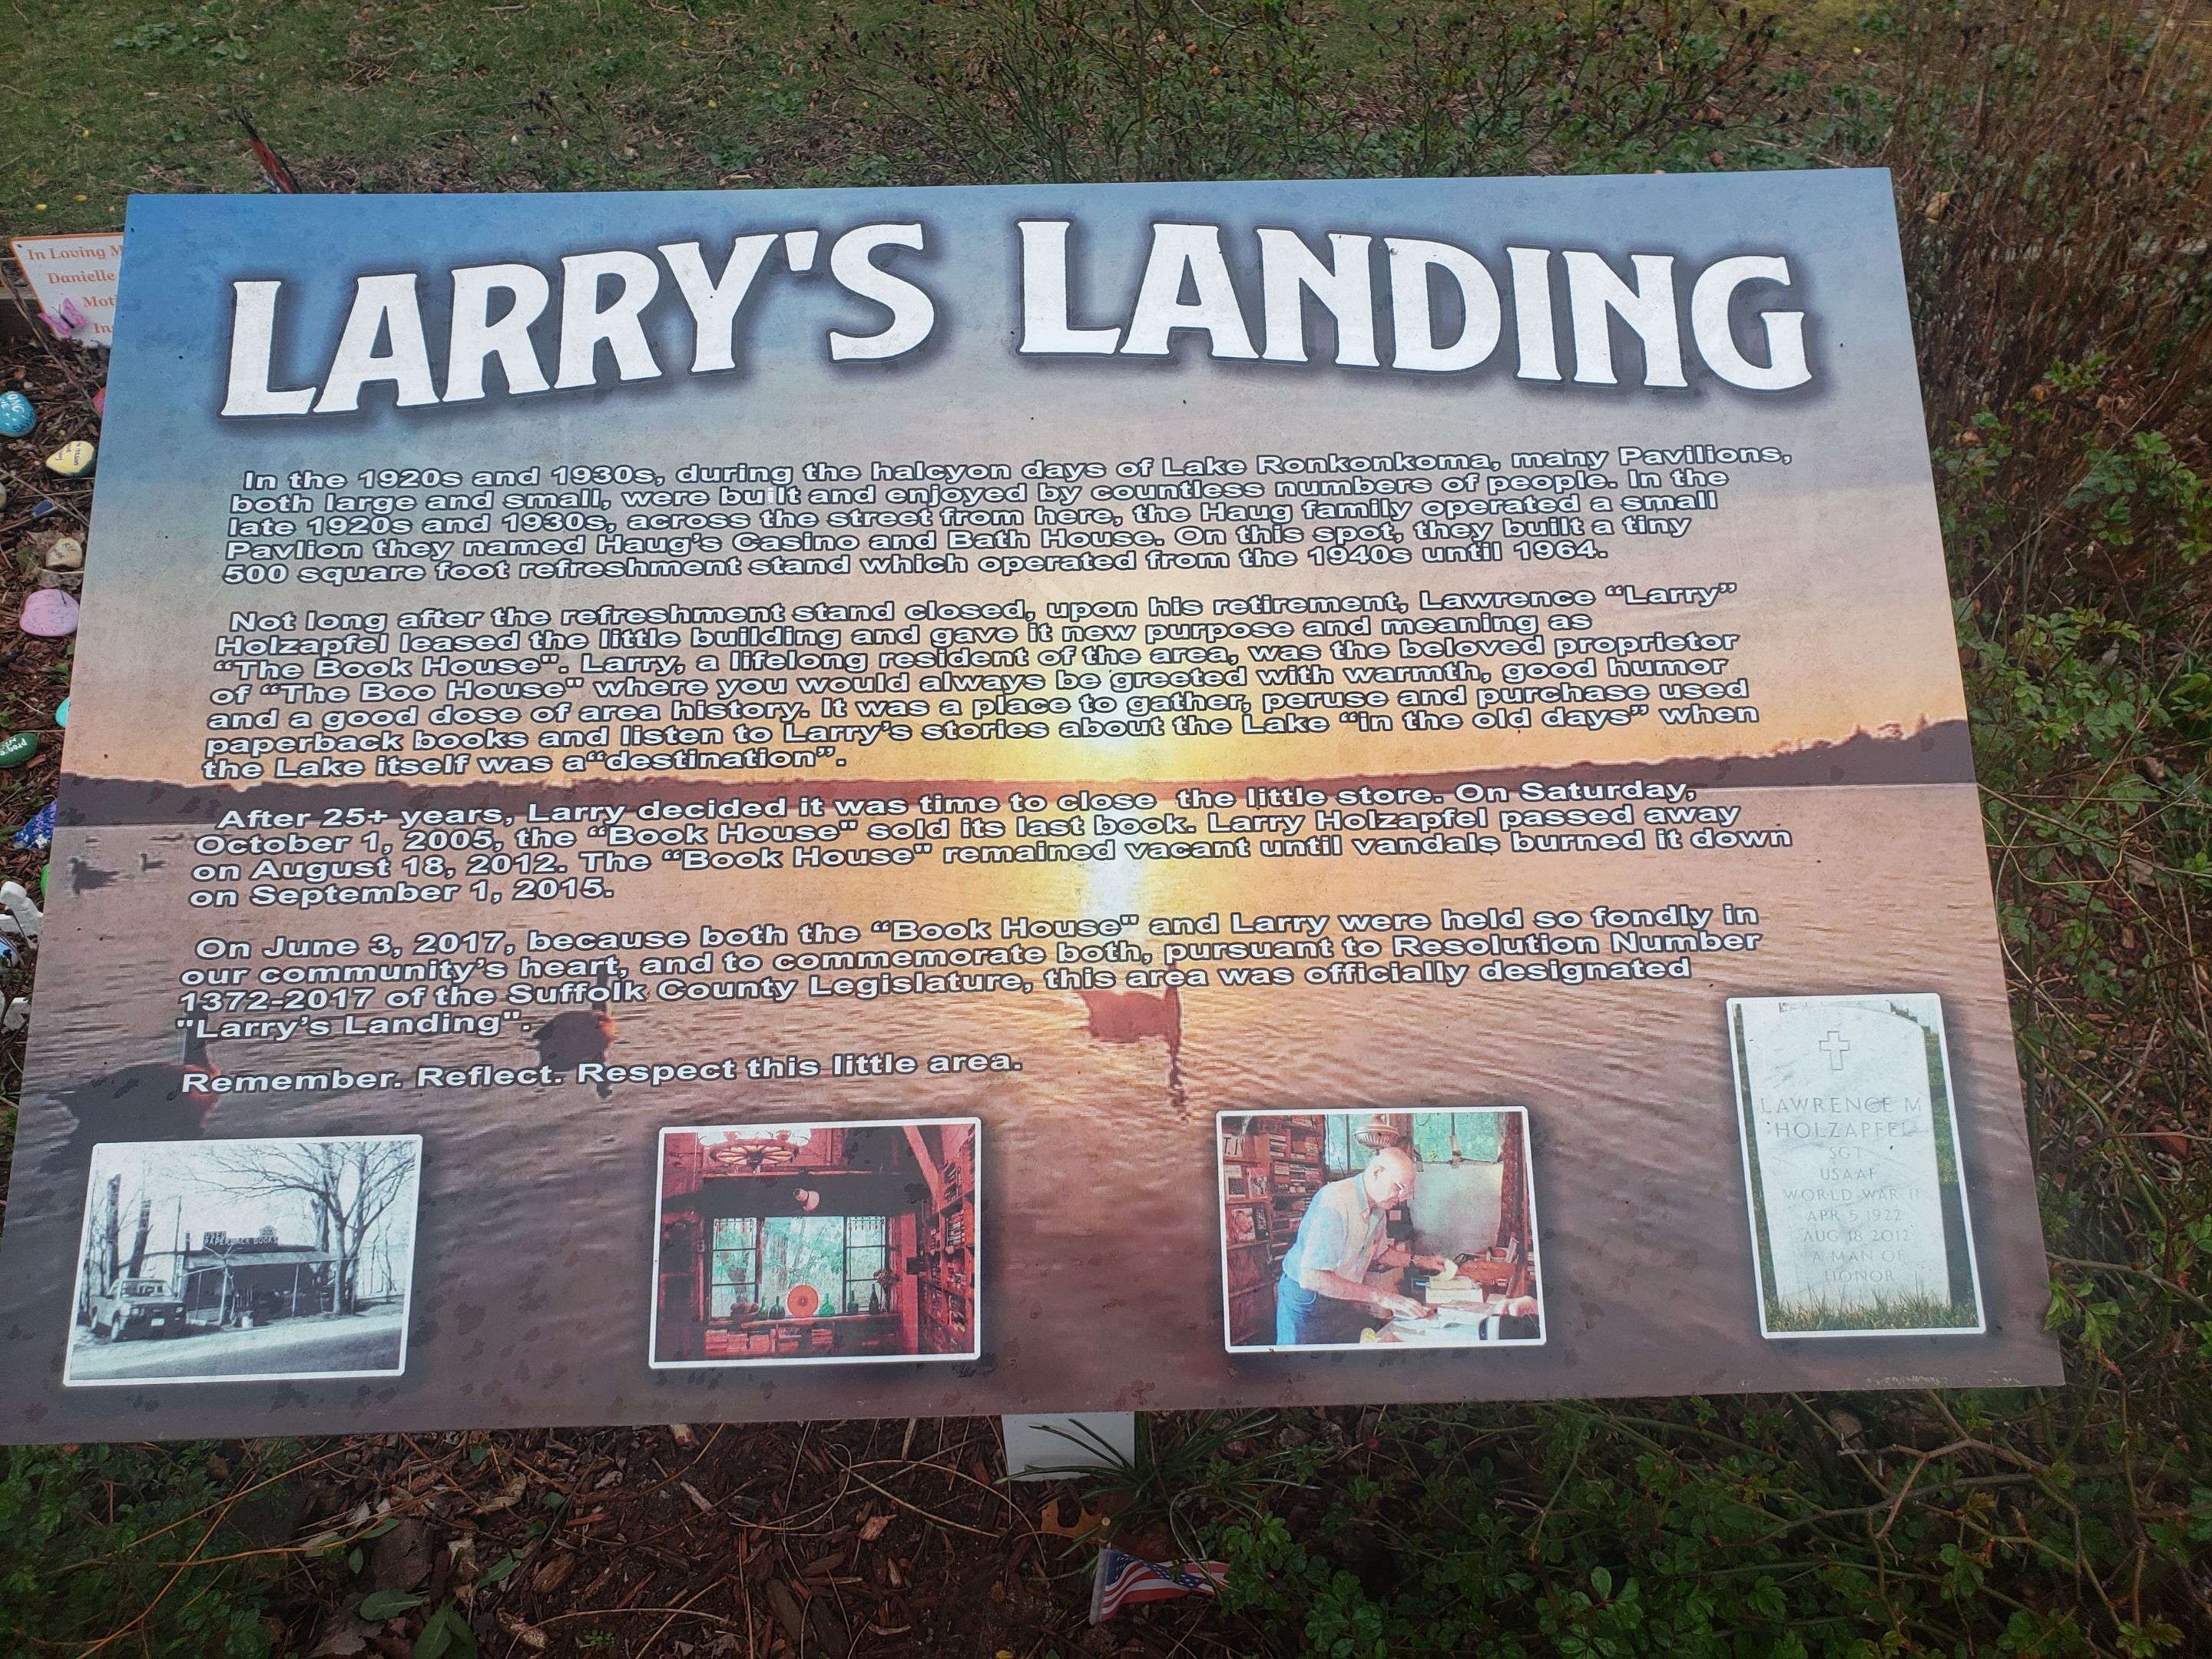 LARRY'S LANDING
In Loving
Danielle
In the 1920s and 1930s, during the halcyon days of Lake Ronkonkoma, many Pavilions,
both large and small, were built and enjoyed by countless numbers of people. In the
late 1920s and 1930s, across the street from here, the Haug family operated a small
Pavlion they named Haug's Casino and Bath House. On this spot, they built a tiny
500 square foot refreshment stand which operated from the 1940s until 1964.
Not long after the refreshment stand closed, upon his retirement, Lawrence “Larry”
Holzapfel leased the little building and gave it new purpose and meaning as
“The Book House". Larry, a lifelong resident of the area, was the beloved proprietor
of “The Boo House" where you would always be greeted with warmth, good humor
and a good dose of area history. It was a place to gather, peruse and purchase used
paperback books and listen to Larry’s stories about the Lake “in the old days” when
the Lake itself was a“destination”.
After 25+ years, Larry decided it was time to close the little store. On Saturday,
October 1, 2005, the “Book House" sold its last book. Larry Holzapfel passed away
on August 18, 2012. The “Book House" remained vacant until vandals burned it down
on September 1, 2015.
On June 3, 2017, because both the “Book House" and Larry were held so fondly in
our community’s heart, and to commemorate both, pursuant to Resolution Number
1372-2017 of the Suffolk County Legislature, this area was officially designated
"Larry’s Landing".
Remember. Reflect. Respect this little area.
PAPERBACK BOOKS
LAWRENCE M
HOLZAPFEL
SGT
USAAF
WORLD WAR II
APR 5 1922
AUG 18 2012
A MAN OF
HONOR